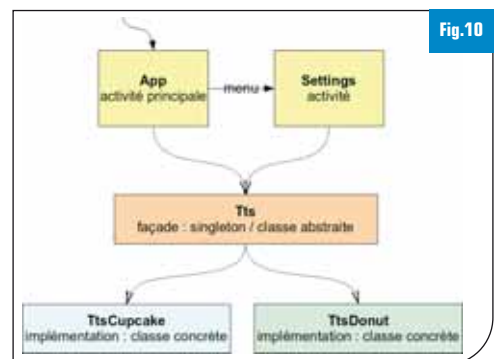 Fig.10
App
activité principale
menu
Settings
activité
Tts
façade : singleton / classe abstraite
TtsCupcake
implémentation : classe concrète
TtsDonut
implémentation : classe concrète